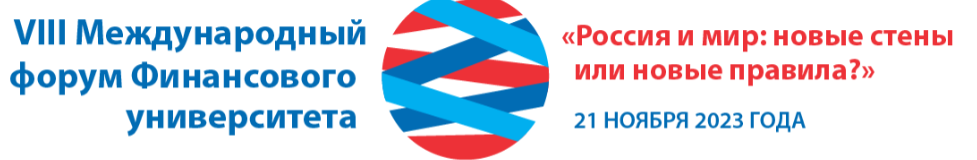 VIII Международный
форум Финансового
университета
«Россия и мир: новые стены
или новые правила?»
21 НОЯБРЯ 2023 ГОДА